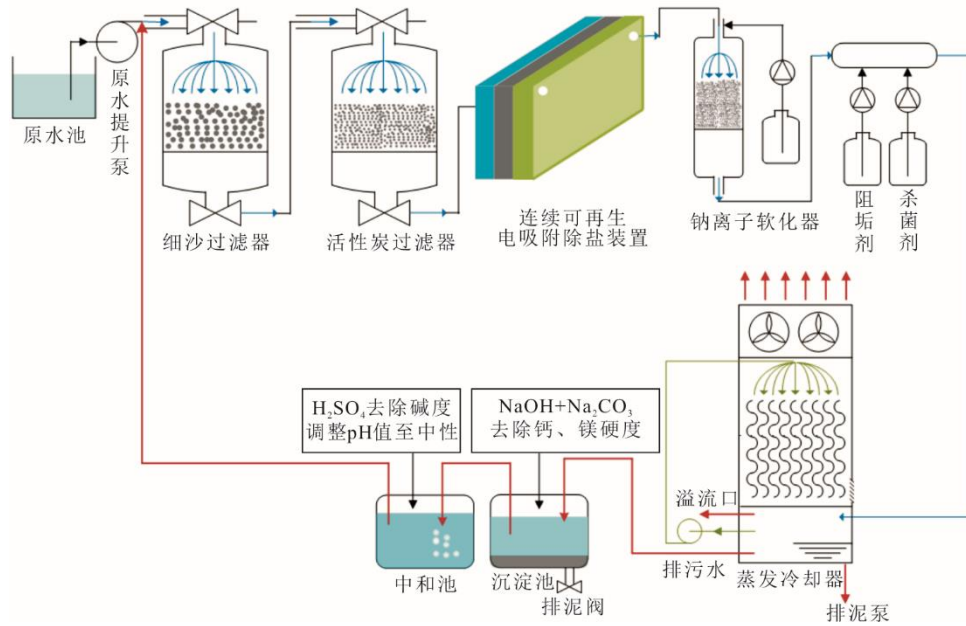 原水池
原水提升泵
细沙过滤器
活性炭过滤器
连续可再生
电吸附除盐装置
钠离子软化器
阻垢剂
杀菌剂
H₂SO₄去除碱度
调整pH值至中性
NaOH+Na₂CO₃
去除钙、镁硬度
溢流口
排污水
蒸发冷却器
中和池
沉淀池
排泥阀
排泥泵